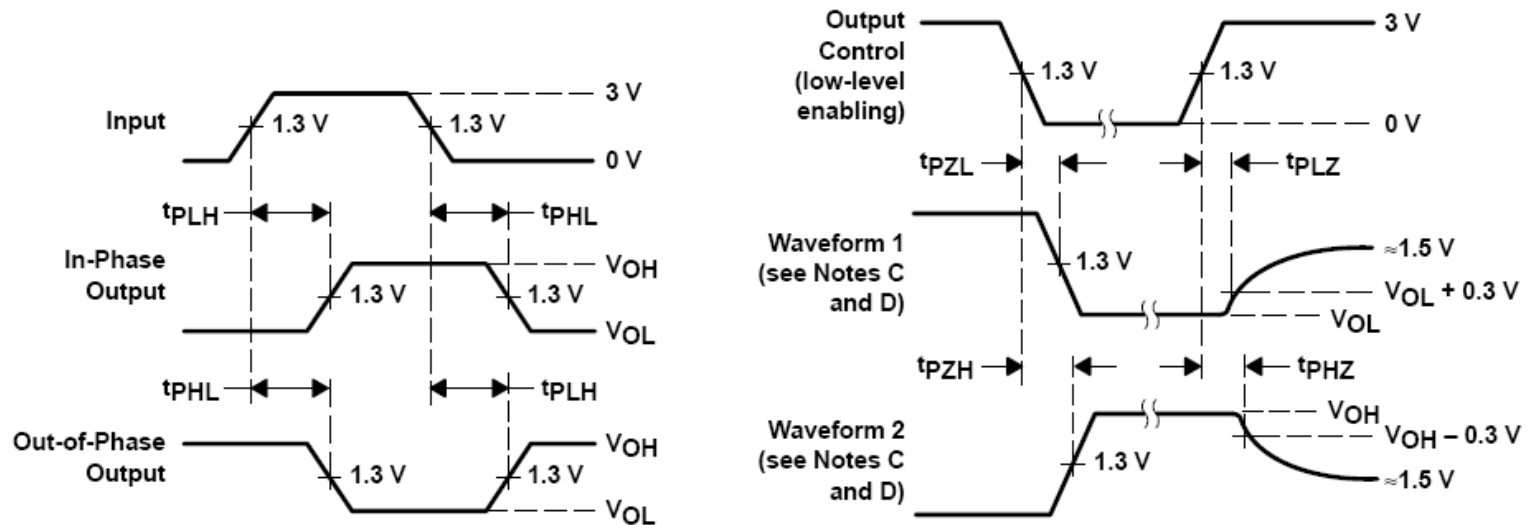 Input
1.3 V
1.3 V
3 V
0 V
tPLH
tPHL
In-Phase
Output
1.3 V
1.3 V
VOH
VOL
tPHL
tPLH
Out-of-Phase
Output
1.3 V
1.3 V
VOH
VOL
Output
Control
(low-level
enabling)
1.3 V
1.3 V
3 V
0 V
tPZL
tPLZ
Waveform 1
(see Notes C
and D)
1.3 V
≈1.5 V
VOL + 0.3 V
VOL
tPZH
tPHZ
Waveform 2
(see Notes C
and D)
1.3 V
VOH
VOH – 0.3 V
≈1.5 V